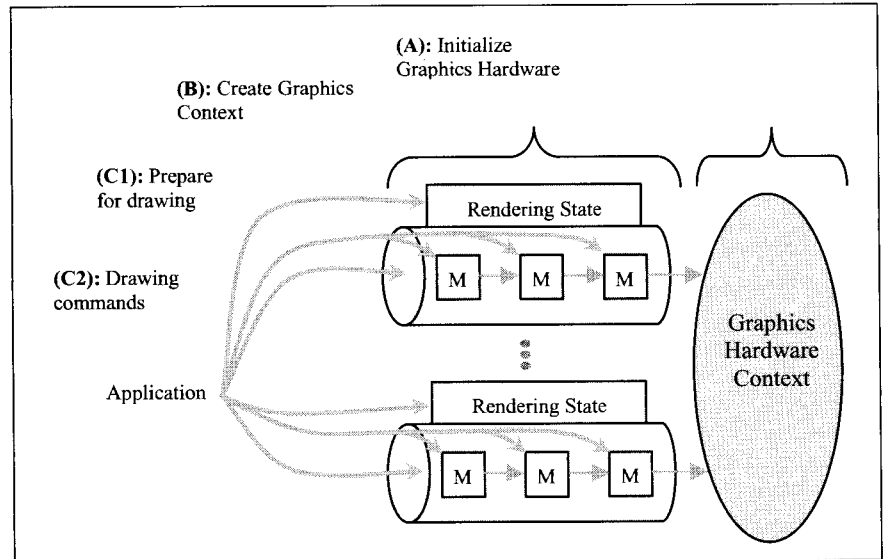 (A): Initialize
Graphics Hardware
(B): Create Graphics
Context
(C1): Prepare
for drawing
Rendering State
(C2): Drawing
commands
M M M
Graphics
Hardware
Context
Application
Rendering State
M M M